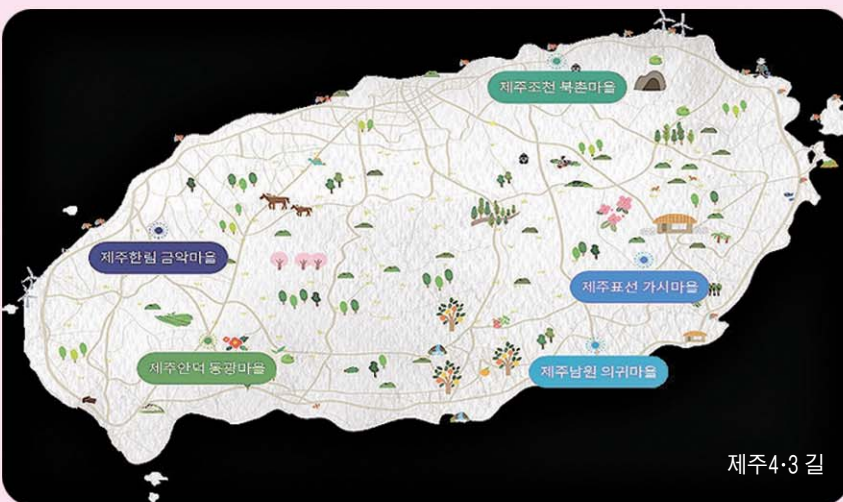 제주조천 북촌마을
제주한림 금악마을
제주표선 가시마을
제주안덕 동광마을
제주남원 의귀마을
제주4·3 길